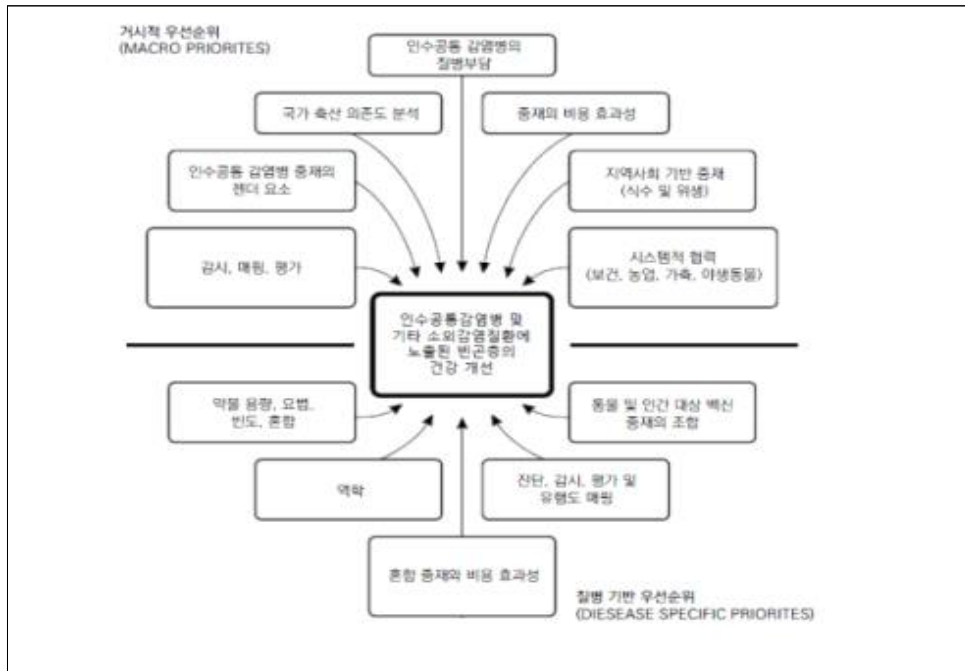 거시적 우선순위
(MACRO PRIORITES)
인수공통 감염병의
질병부담
국가 축산 의존도 분석
중재의 비용 효과성
인수공통 감염병 중재의
젠더 요소
지역사회 기반 중재
(식수 및 위생)
감시, 매핑, 평가
시스템적 협력
(보건, 농업, 가축, 야생동물)
인수공통감염병 및
기타 소외감염질환에
노출된 빈곤층의
건강 개선
약물 용량, 요법,
빈도, 혼합
동물 및 인간 대상 백신
중재의 조합
역학
진단, 감시, 평가 및
유행도 매핑
혼합 중재와 비용 효과성
질병 기반 우선순위
(DIESEASE SPECIFIC PRIORITES)